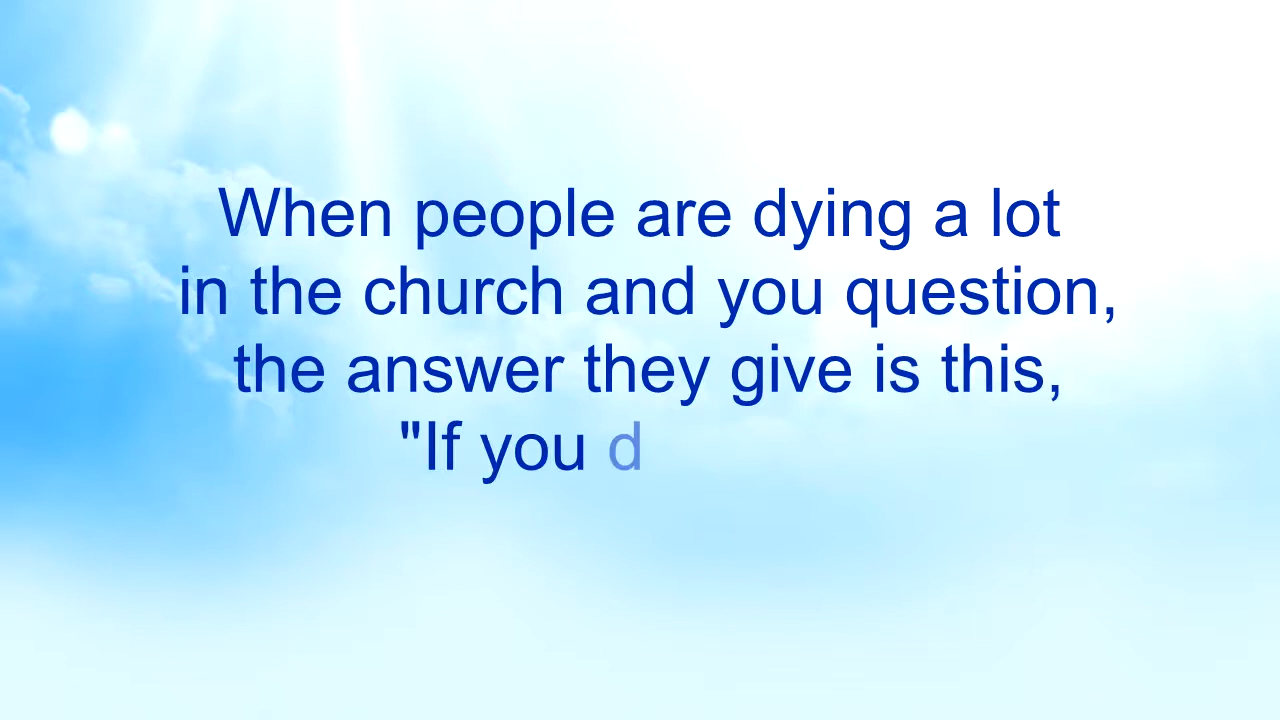 When people are dying a lot
in the church and you question,
the answer they give is this,
"If you d